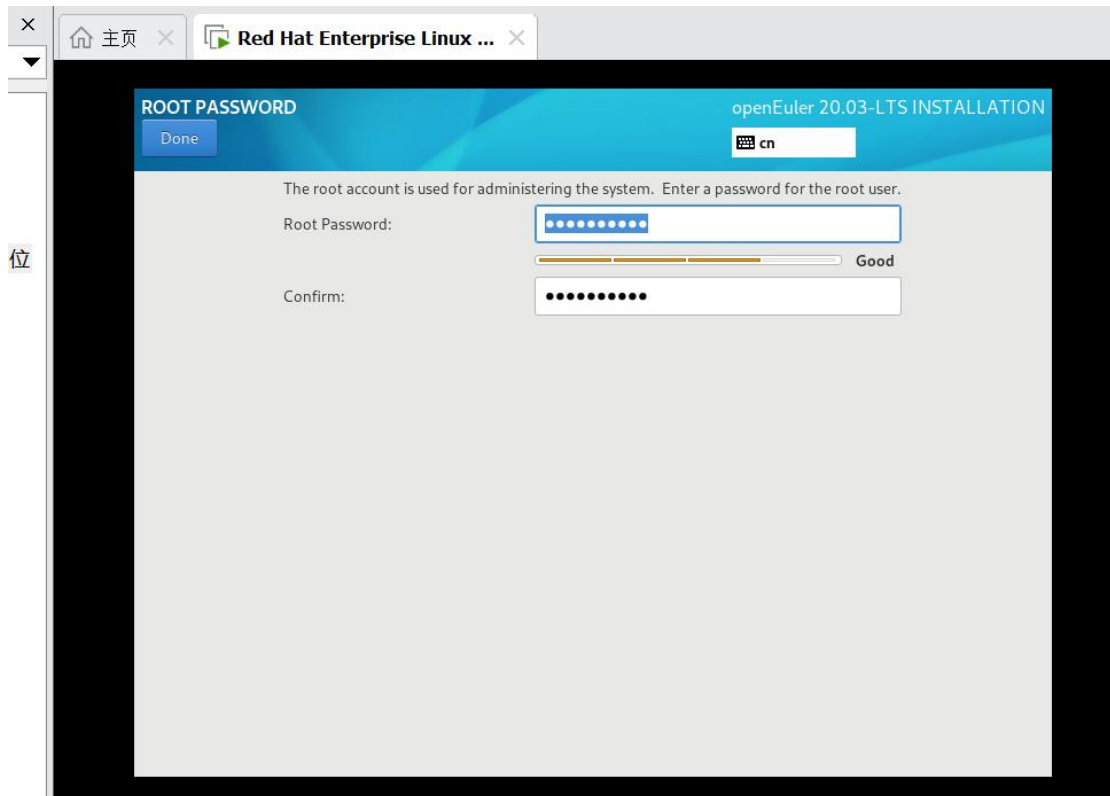 主页
Red Hat Enterprise Linux ...
ROOT PASSWORD
openEuler 20.03-LTS INSTALLATION
Done
cn
The root account is used for administering the system. Enter a password for the root user.
Root Password:
●●●●●●●●●●
位
Good
Confirm:
●●●●●●●●●●